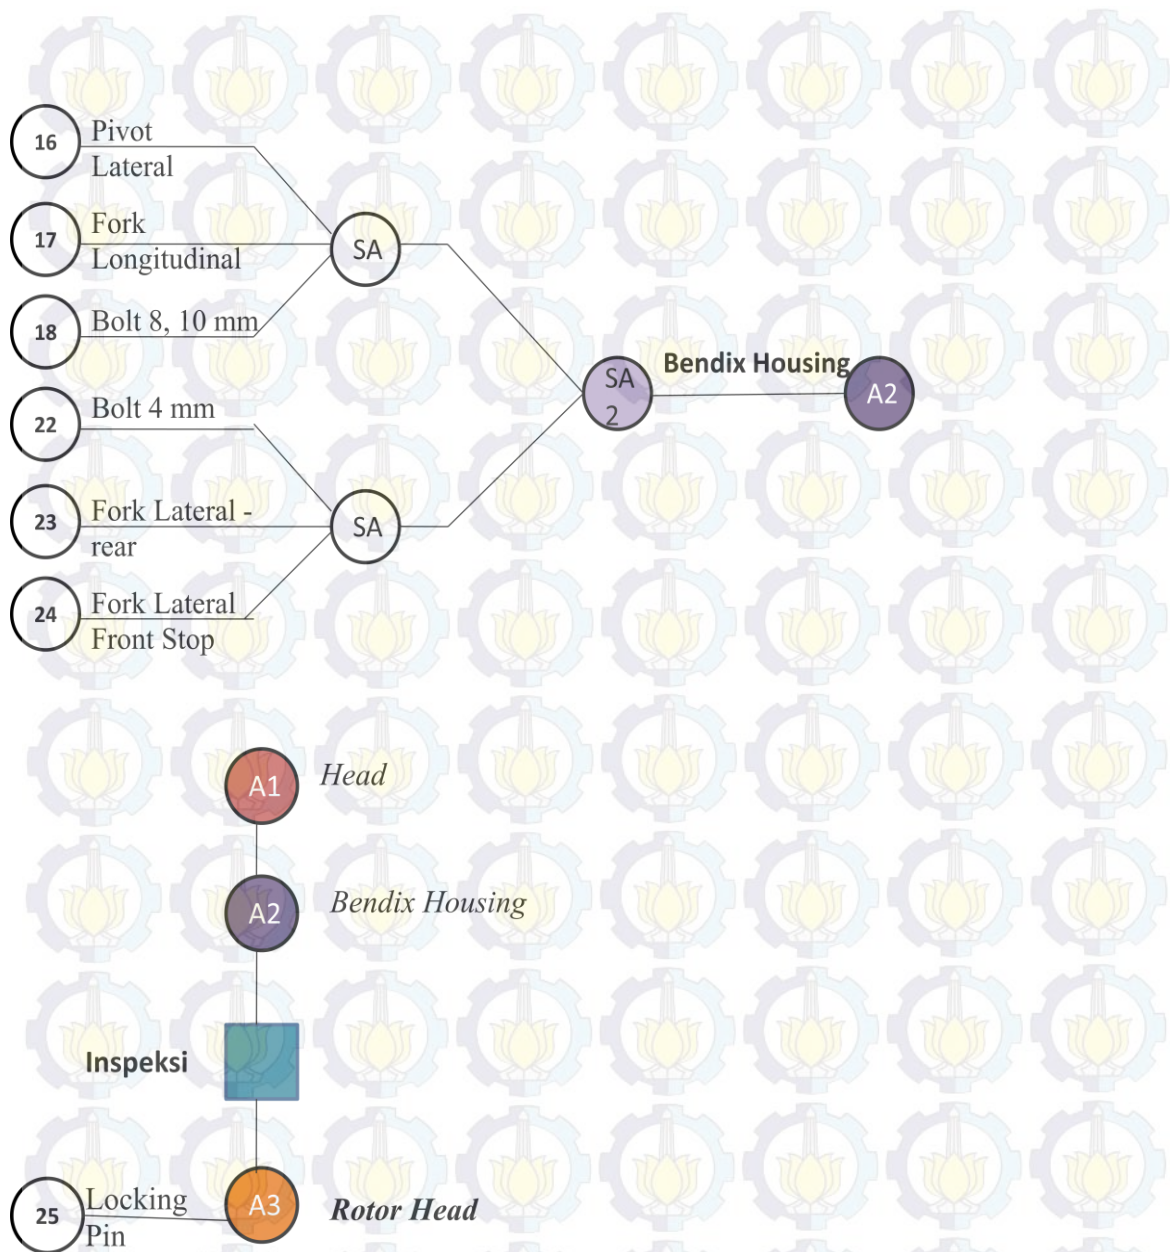 16
Pivot
Lateral
17
Fork
Longitudinal
SA
18
Bolt 8, 10 mm
22
Bolt 4 mm
SA
2
Bendix Housing
A2
23
Fork Lateral -
rear
SA
24
Fork Lateral
Front Stop
A1
Head
A2
Bendix Housing
Inspeksi
25
Locking
Pin
A3
Rotor Head